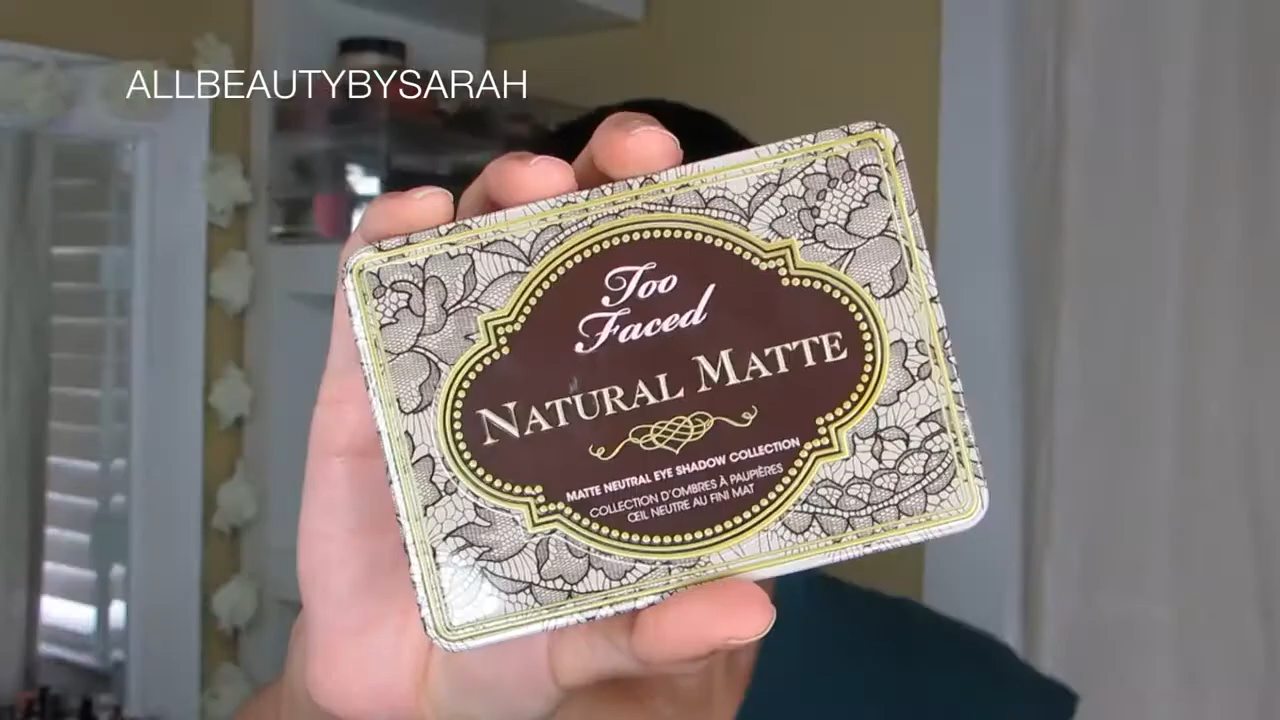 ALLBEAUTYBYSARAH
Too
Faced
NATURAL MATTE
MATTE NEUTRAL EYE SHADOW COLLECTION
COLLECTION D'OMBRES À PAUPIÈRES
ŒIL NEUTRE AU FINI MAT